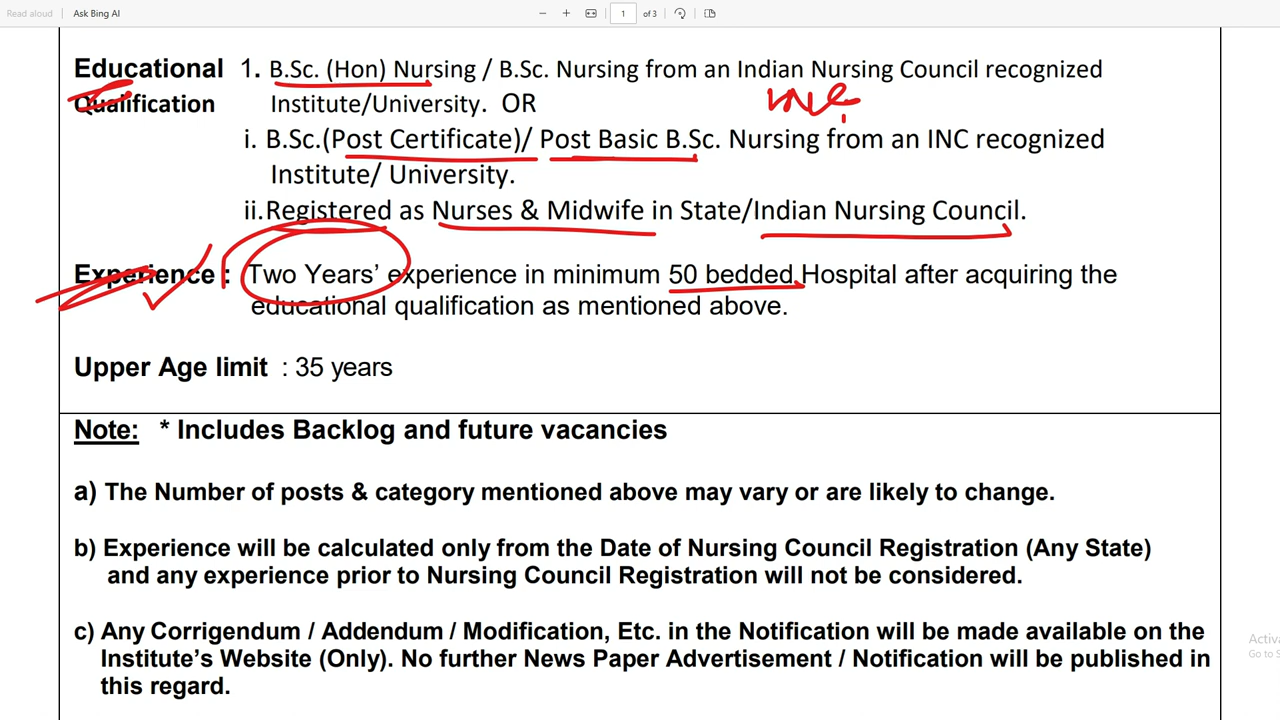 Read aloud Ask Bing AI 1 of 3
Educational 1. B.Sc. (Hon) Nursing / B.Sc. Nursing from an Indian Nursing Council recognized
Qualification Institute/University. OR
i. B.Sc.(Post Certificate)/ Post Basic B.Sc. Nursing from an INC recognized
Institute/ University.
ii.Registered as Nurses & Midwife in State/Indian Nursing Council.
Experience : Two Years’ experience in minimum 50 bedded Hospital after acquiring the
educational qualification as mentioned above.
Upper Age limit : 35 years
Note: * Includes Backlog and future vacancies
a) The Number of posts & category mentioned above may vary or are likely to change.
b) Experience will be calculated only from the Date of Nursing Council Registration (Any State)
and any experience prior to Nursing Council Registration will not be considered.
c) Any Corrigendum / Addendum / Modification, Etc. in the Notification will be made available on the
Institute’s Website (Only). No further News Paper Advertisement / Notification will be published in
this regard.